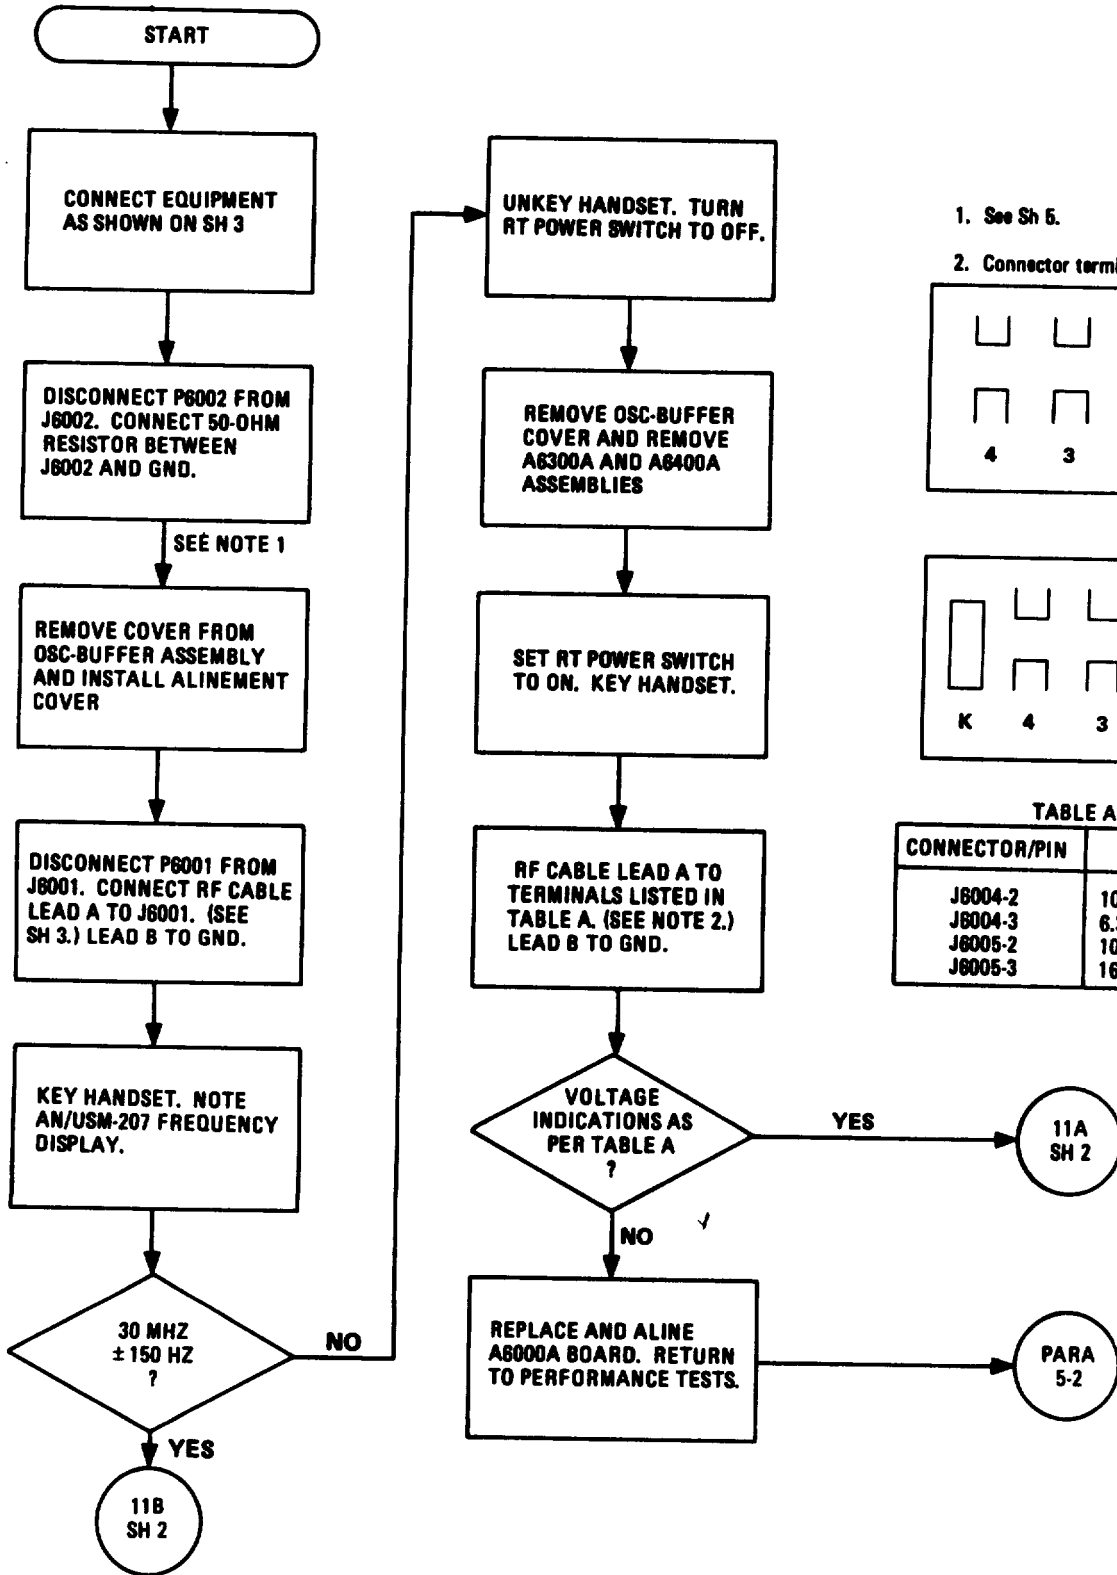 START
CONNECT EQUIPMENT
AS SHOWN ON SH 3
DISCONNECT P6002 FROM
J6002. CONNECT 50-OHM
RESISTOR BETWEEN
J6002 AND GND.
SEE NOTE 1
REMOVE COVER FROM
OSC-BUFFER ASSEMBLY
AND INSTALL ALINEMENT
COVER
DISCONNECT P6001 FROM
J6001. CONNECT RF CABLE
LEAD A TO J6001. (SEE
SH 3.) LEAD B TO GND.
KEY HANDSET. NOTE
AN/USM-207 FREQUENCY
DISPLAY.
30 MHZ
± 150 HZ
?
NO
YES
11B
SH 2
UNKEY HANDSET. TURN
RT POWER SWITCH TO OFF.
REMOVE OSC-BUFFER
COVER AND REMOVE
A6300A AND A6400A
ASSEMBLIES
SET RT POWER SWITCH
TO ON. KEY HANDSET.
RF CABLE LEAD A TO
TERMINALS LISTED IN
TABLE A. (SEE NOTE 2.)
LEAD B TO GND.
VOLTAGE
INDICATIONS AS
PER TABLE A
?
YES
11A
SH 2
NO
REPLACE AND ALINE
A6000A BOARD. RETURN
TO PERFORMANCE TESTS.
PARA
5-2
1. See Sh 5.
2. Connector
4 3
K 4 3
TABLE A
CONNECTOR/PIN
J6004-2 10
J6004-3
J6005-2 10
J6005-3 16